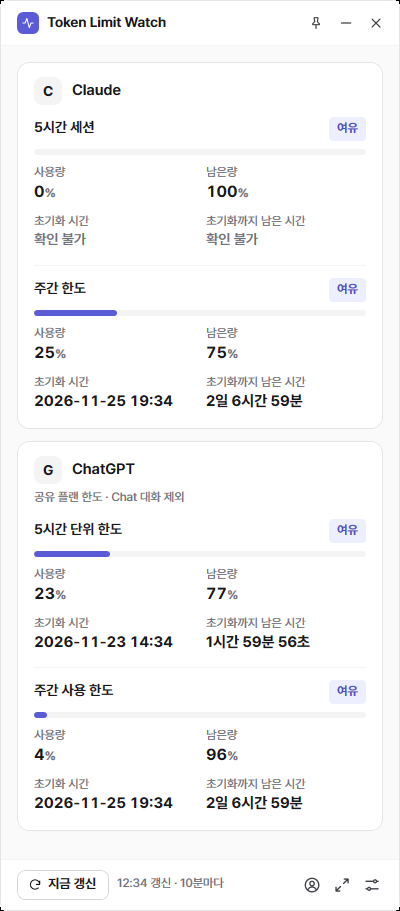 Token Limit Watch
C Claude
5시간 세션 여유
사용량 남은량
0% 100%
초기화 시간 초기화까지 남은 시간
확인 불가 확인 불가
주간 한도 여유
사용량 남은량
25% 75%
초기화 시간 초기화까지 남은 시간
2026-11-25 19:34 2일 6시간 59분
G ChatGPT
공유 플랜 한도 · Chat 대화 제외
5시간 단위 한도 여유
사용량 남은량
23% 77%
초기화 시간 초기화까지 남은 시간
2026-11-23 14:34 1시간 59분 56초
주간 사용 한도 여유
사용량 남은량
4% 96%
초기화 시간 초기화까지 남은 시간
2026-11-25 19:34 2일 6시간 59분
지금 갱신 12:34 갱신 · 10분마다